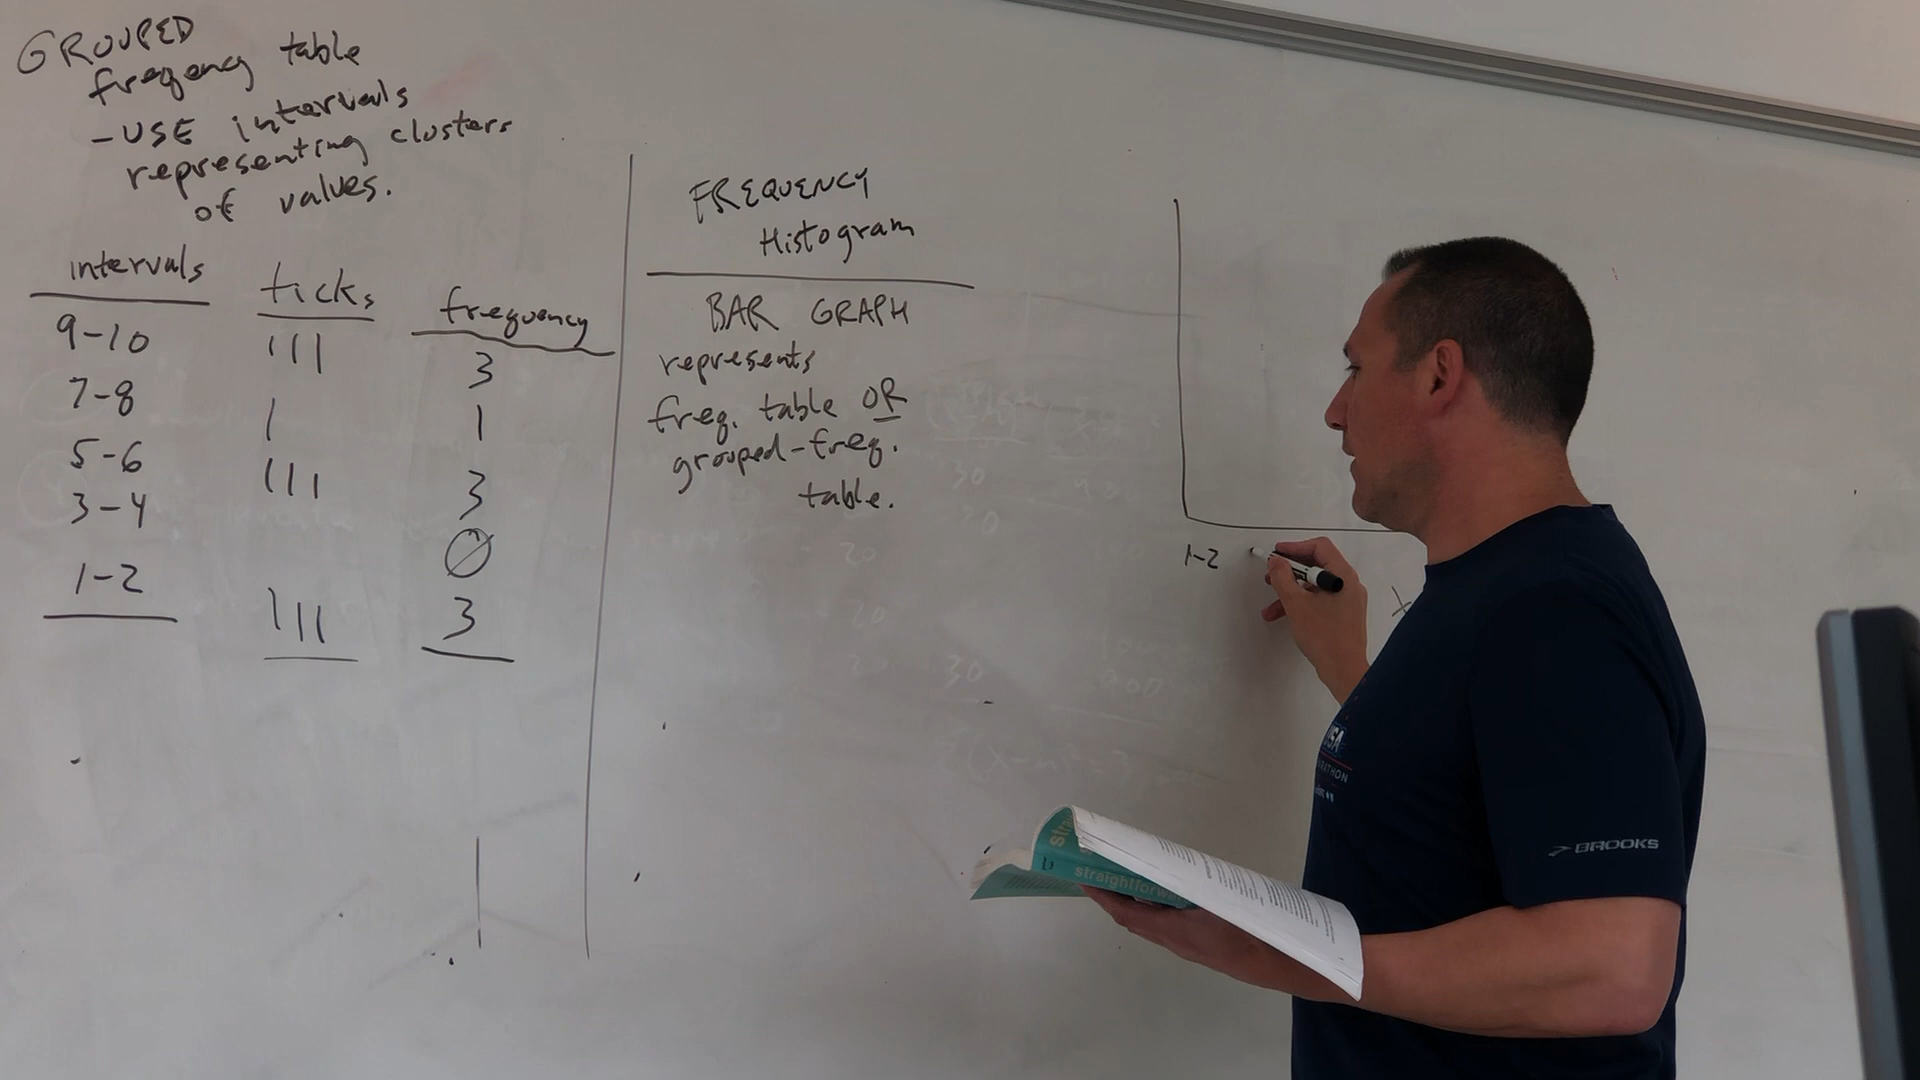 GROUPED
freqency table
- USE intervals
representing clusters
of values.
intervals ticks frequency
9-10 ||| 3
7-8 | 1
5-6 ||| 3
3-4 0
1-2 ||| 3
FREQUENCY
Histogram
BAR GRAPH
represents
freq. table OR
grouped-freq.
table.
1-2
X
straightforw
BROOKS